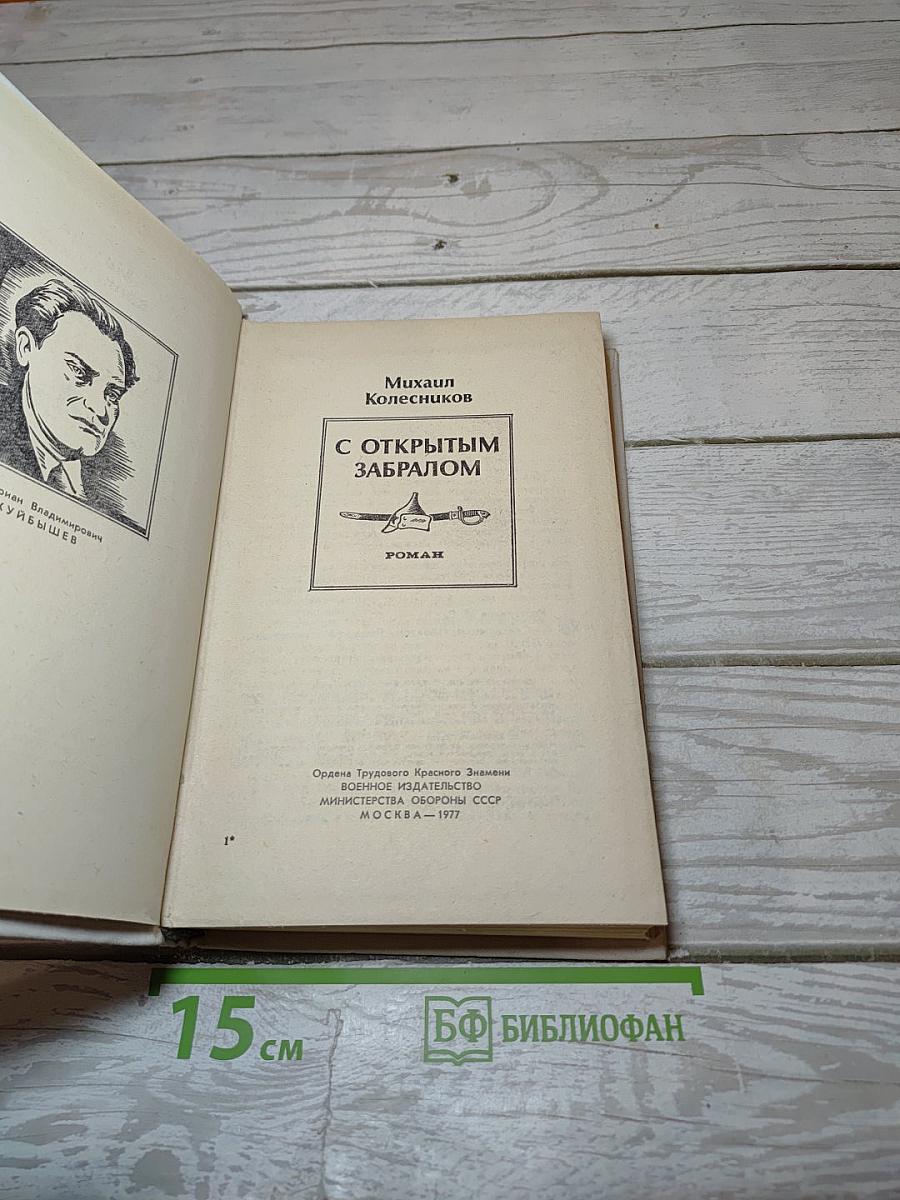 Владимирович
КУЙБЫШЕВ
Михаил
Колесников
С ОТКРЫТЫМ
ЗАБРАЛОМ
РОМАН
Ордена Трудового Красного Знамени
ВОЕННОЕ ИЗДАТЕЛЬСТВО
МИНИСТЕРСТВА ОБОРОНЫ СССР
МОСКВА—1977
1*
15 см
БФ БИБЛИОФАН